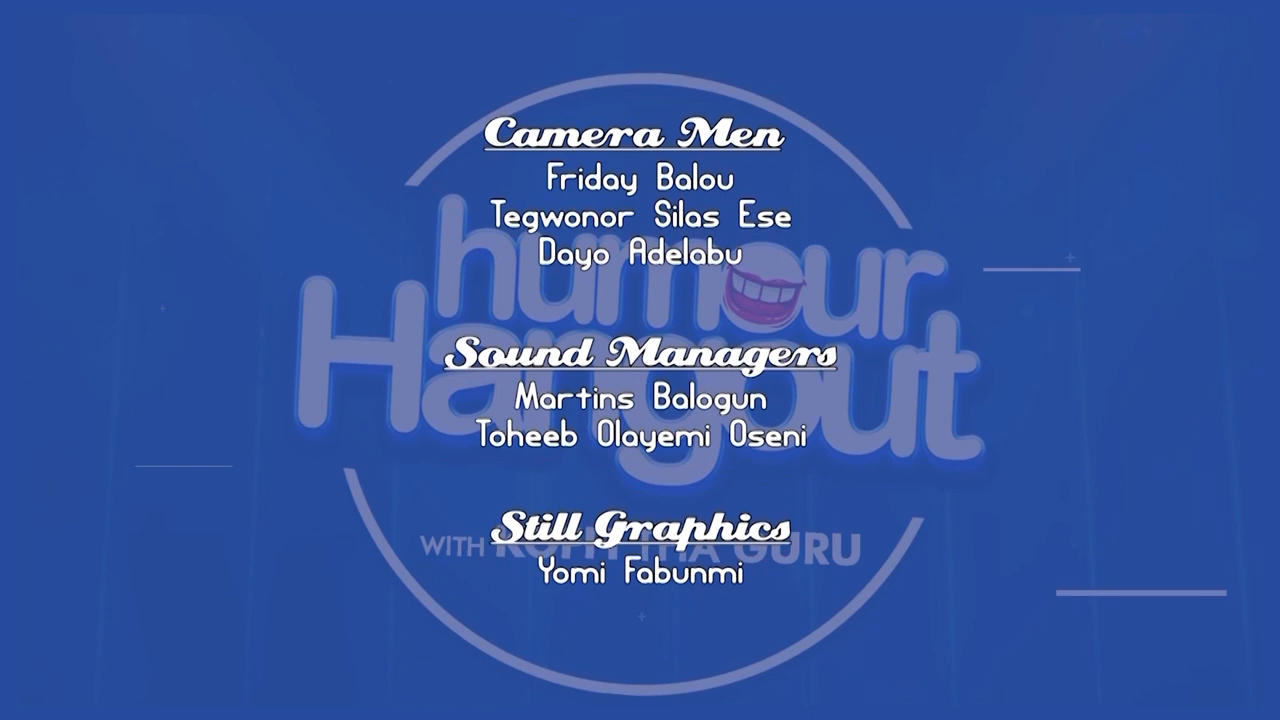 Camera Men
Friday Balou
Tegwonor Silas Ese
Dayo Adelabu
humour
Hangout
Sound Managers
Martins Balogun
Toheeb Olayemi Oseni
Still Graphics
WITH THA GURU
Yomi Fabunmi